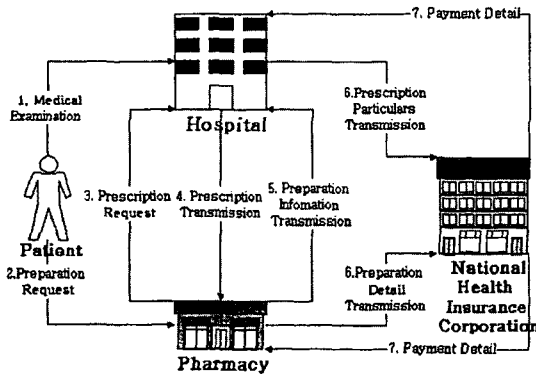 7. Payment Detail
1. Medical
Examination
6.Prescription
Particulars
Transmission
Hospital
3. Prescription
Request
4. Prescription
Transmission
5. Preparation
Infomation
Transmission
Patient
2.Preparation
Request
6.Preparation
Detail
Transmission
National
Health
Insurance
Corporation
7. Payment Detail
Pharmacy